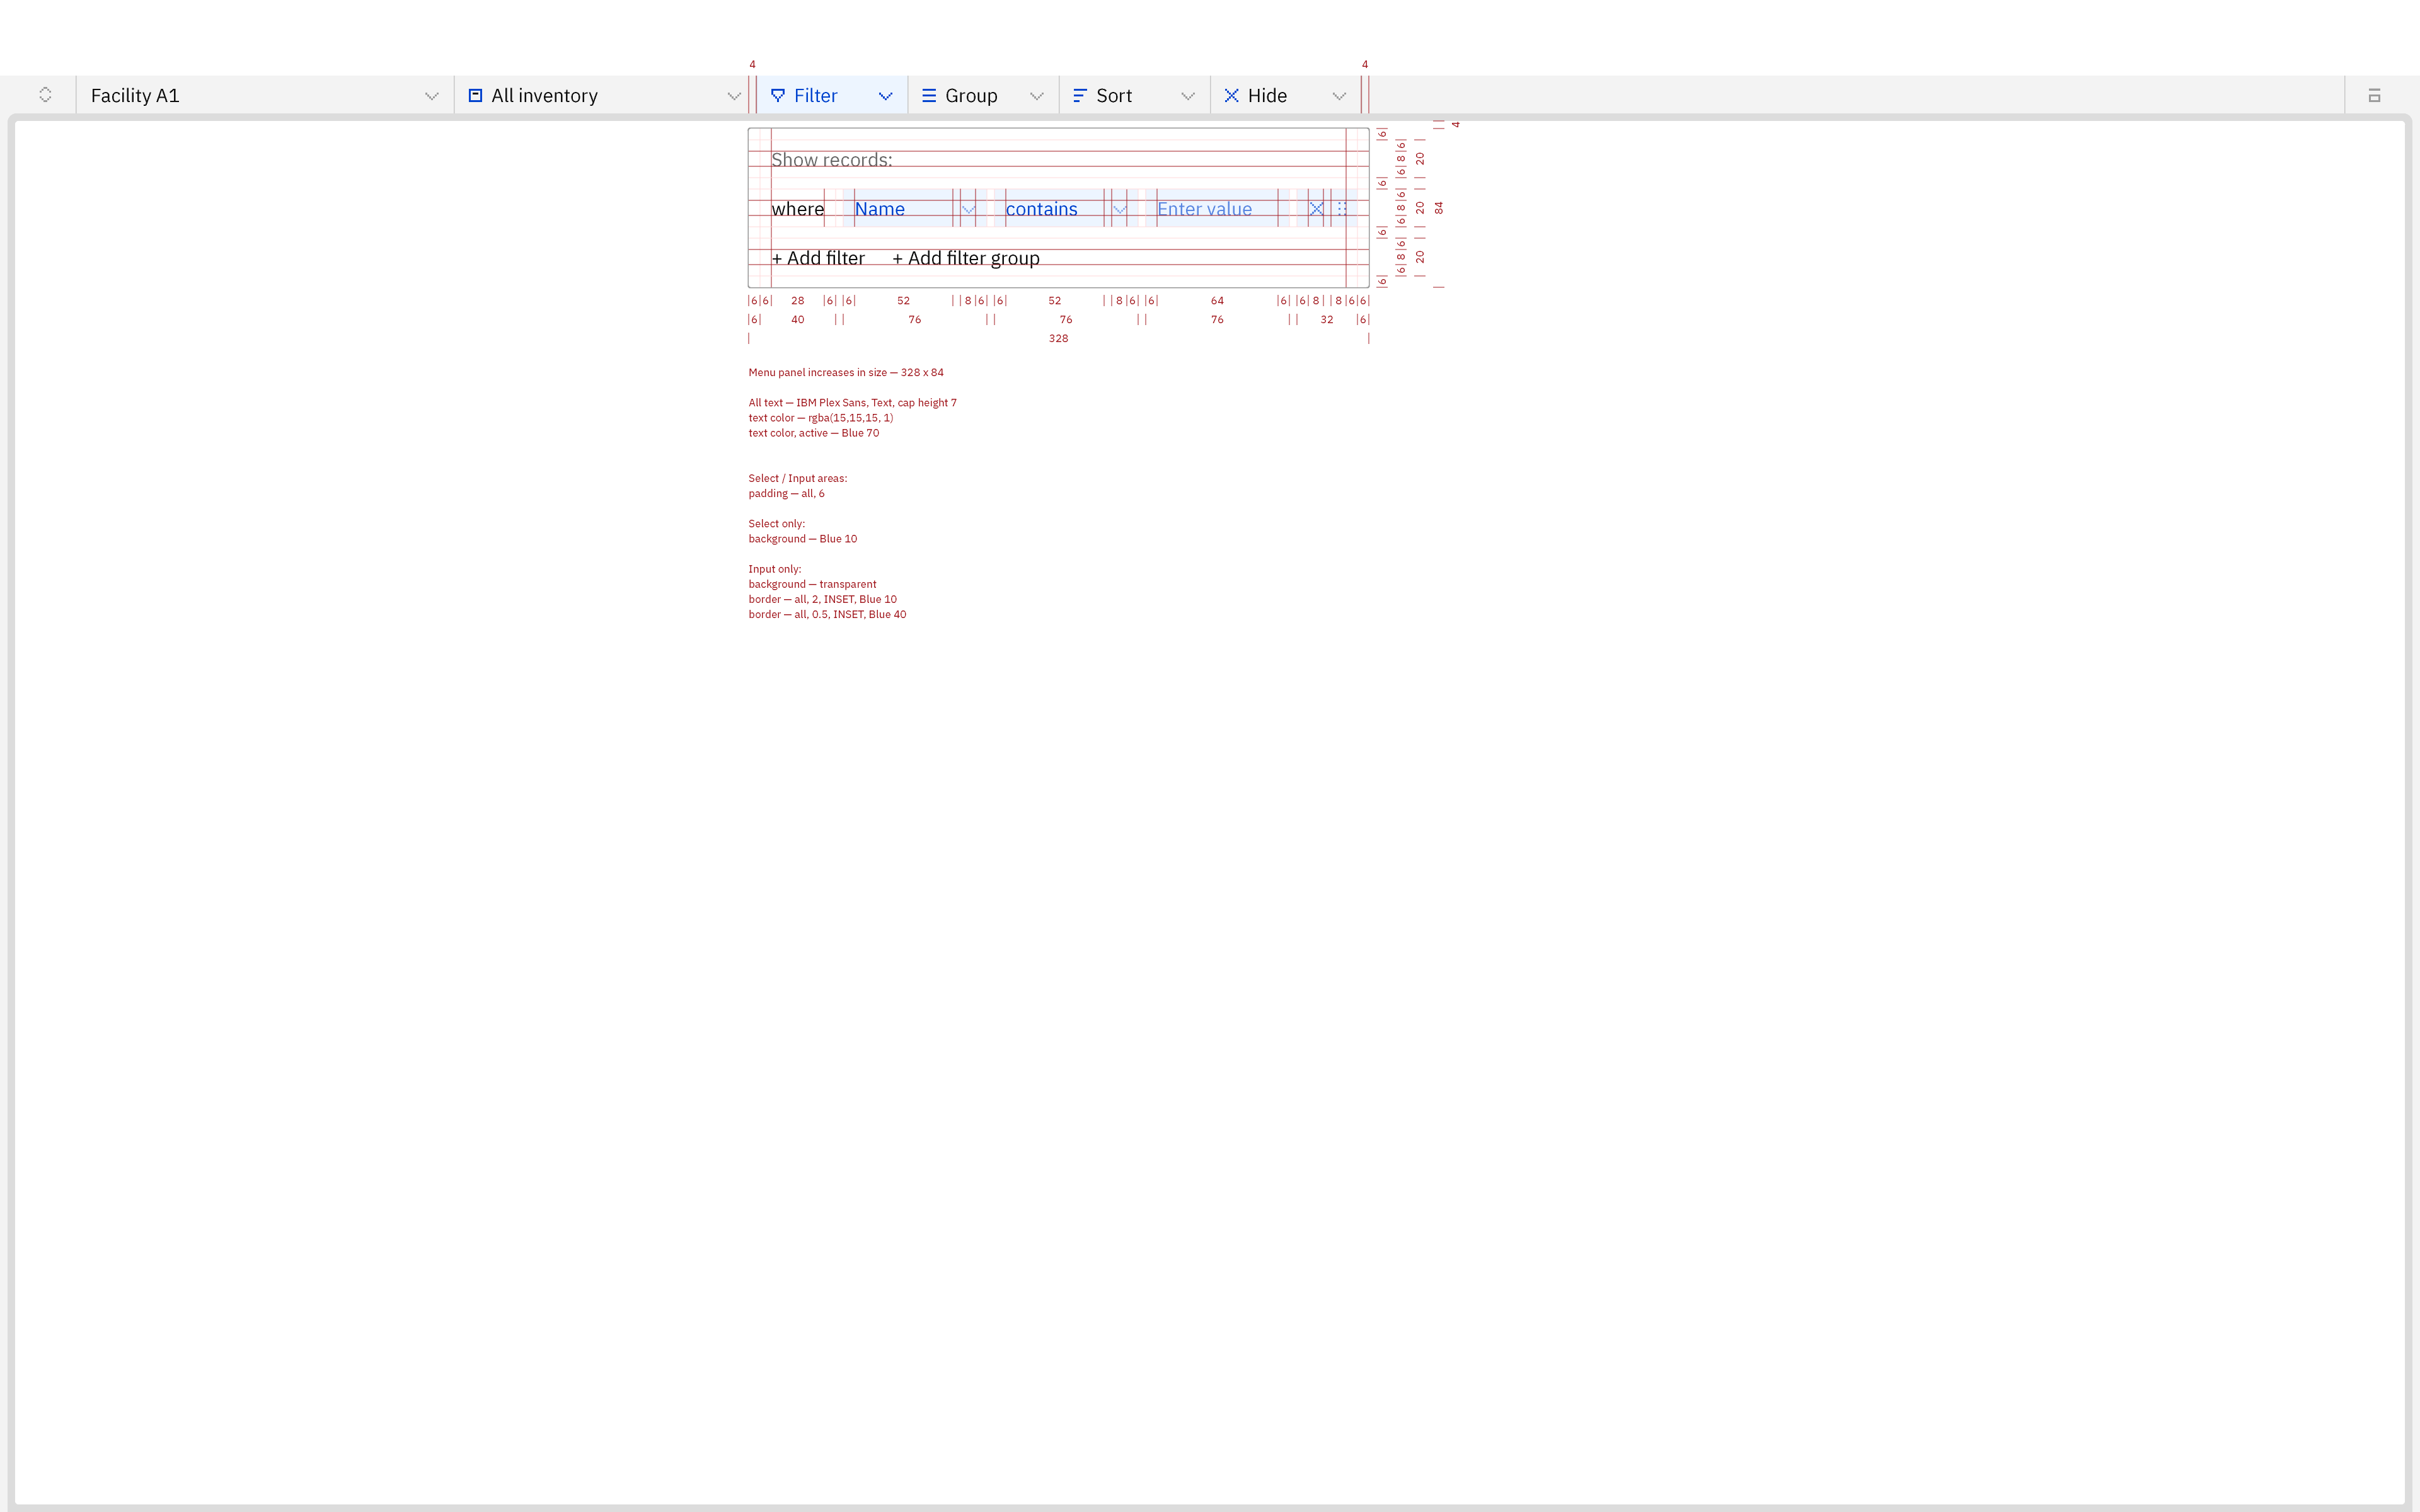 4 4
Facility A1 All inventory Filter Group Sort Hide
4
Show records:
6 6 8 6 20
6
where Name contains Enter value
6 8 6 20 84
6
+ Add filter + Add filter group
6 8 6 20
6
6 6 28 6 6 52 8 6 6 52 8 6 6 64 6 6 8 8 6 6
6 40 76 76 76 32 6
328
Menu panel increases in size — 328 x 84
All text — IBM Plex Sans, Text, cap height 7
text color — rgba(15,15,15, 1)
text color, active — Blue 70
Select / Input areas:
padding — all, 6
Select only:
background — Blue 10
Input only:
background — transparent
border — all, 2, INSET, Blue 10
border — all, 0.5, INSET, Blue 40